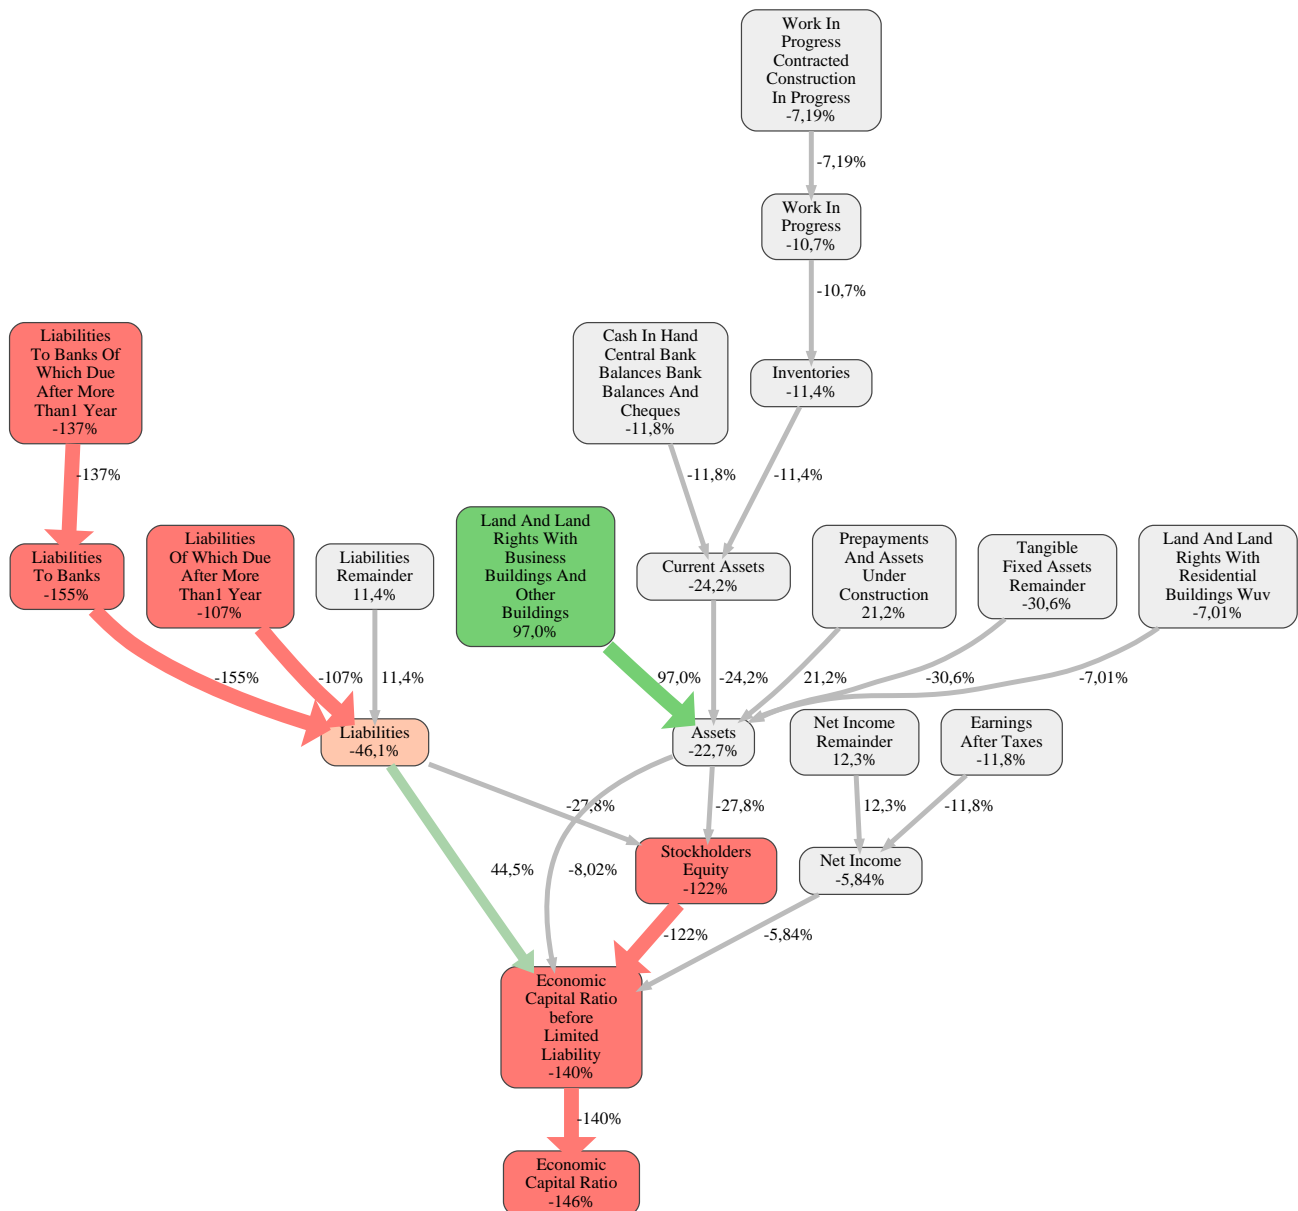 Work In
Progress
Contracted
Construction
In Progress
-7,19%
-7,19%
Work In
Progress
-10,7%
-10,7%
Liabilities
To Banks Of
Which Due
After More
Than1 Year
-137%
Cash In Hand
Central Bank
Balances Bank
Balances And
Cheques
-11,8%
Inventories
-11,4%
-137%
-11,8%
-11,4%
Liabilities
To Banks
-155%
Liabilities
Of Which Due
After More
Than1 Year
-107%
Liabilities
Remainder
11,4%
Land And Land
Rights With
Business
Buildings And
Other
Buildings
97,0%
Current Assets
-24,2%
Prepayments
And Assets
Under
Construction
21,2%
Tangible
Fixed Assets
Remainder
-30,6%
Land And Land
Rights With
Residential
Buildings Wuv
-7,01%
-155%
-107%
11,4%
97,0%
-24,2%
21,2%
-30,6%
-7,01%
Liabilities
-46,1%
Assets
-22,7%
Net Income
Remainder
12,3%
Earnings
After Taxes
-11,8%
-27,8%
-27,8%
12,3%
-11,8%
Stockholders
Equity
-122%
Net Income
-5,84%
44,5%
-8,02%
-122%
-5,84%
Economic
Capital Ratio
before
Limited
Liability
-140%
-140%
Economic
Capital Ratio
-146%